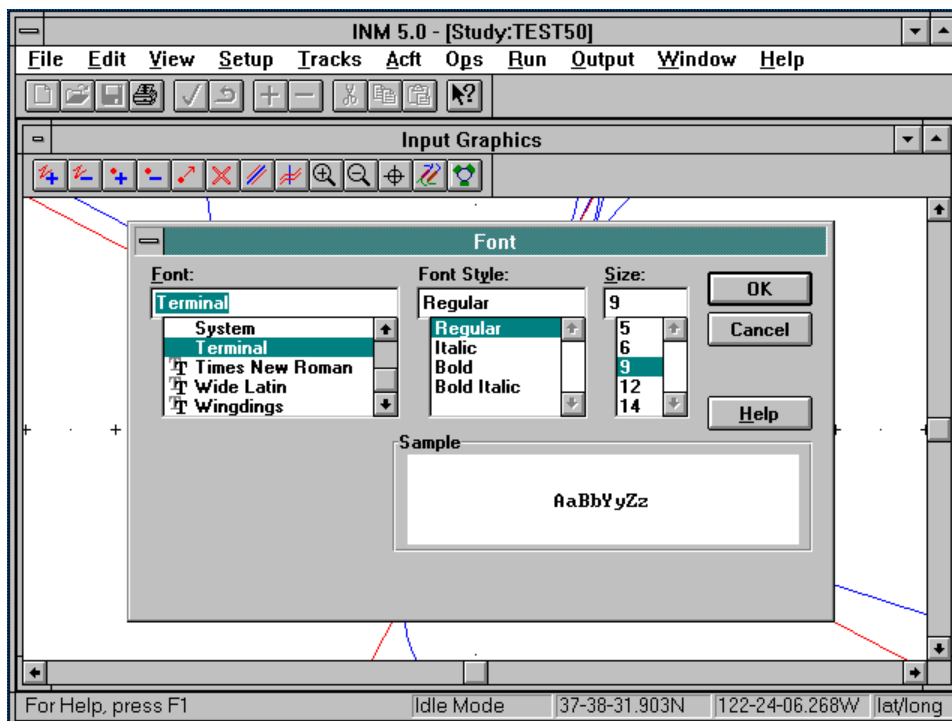 INM 5.0 - [Study:TEST50]
File Edit View Setup Tracks Acft Ops Run Output Window Help
Input Graphics
Font
Font: Font Style: Size:
Terminal Regular 9 OK
System Regular 5 Cancel
Terminal Italic 6
Times New Roman Bold 9
Wide Latin Bold Italic 12
Wingdings 14 Help
Sample
AaBbYyZz
For Help, press F1 Idle Mode 37-38-31.903N 122-24-06.268W lat/long